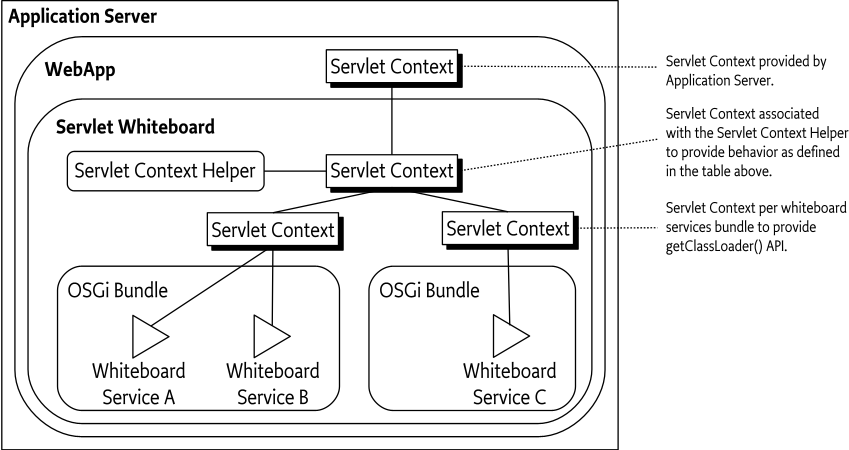 Application Server
WebApp
Servlet Context
Servlet Context provided by
Application Server.
Servlet Whiteboard
Servlet Context associated
with the Servlet Context Helper
to provide behavior as defined
in the table above.
Servlet Context Helper
Servlet Context
Servlet Context
Servlet Context
Servlet Context per whiteboard
services bundle to provide
getClassLoader() API.
OSGi Bundle
Whiteboard
Service A
Whiteboard
Service B
OSGi Bundle
Whiteboard
Service C